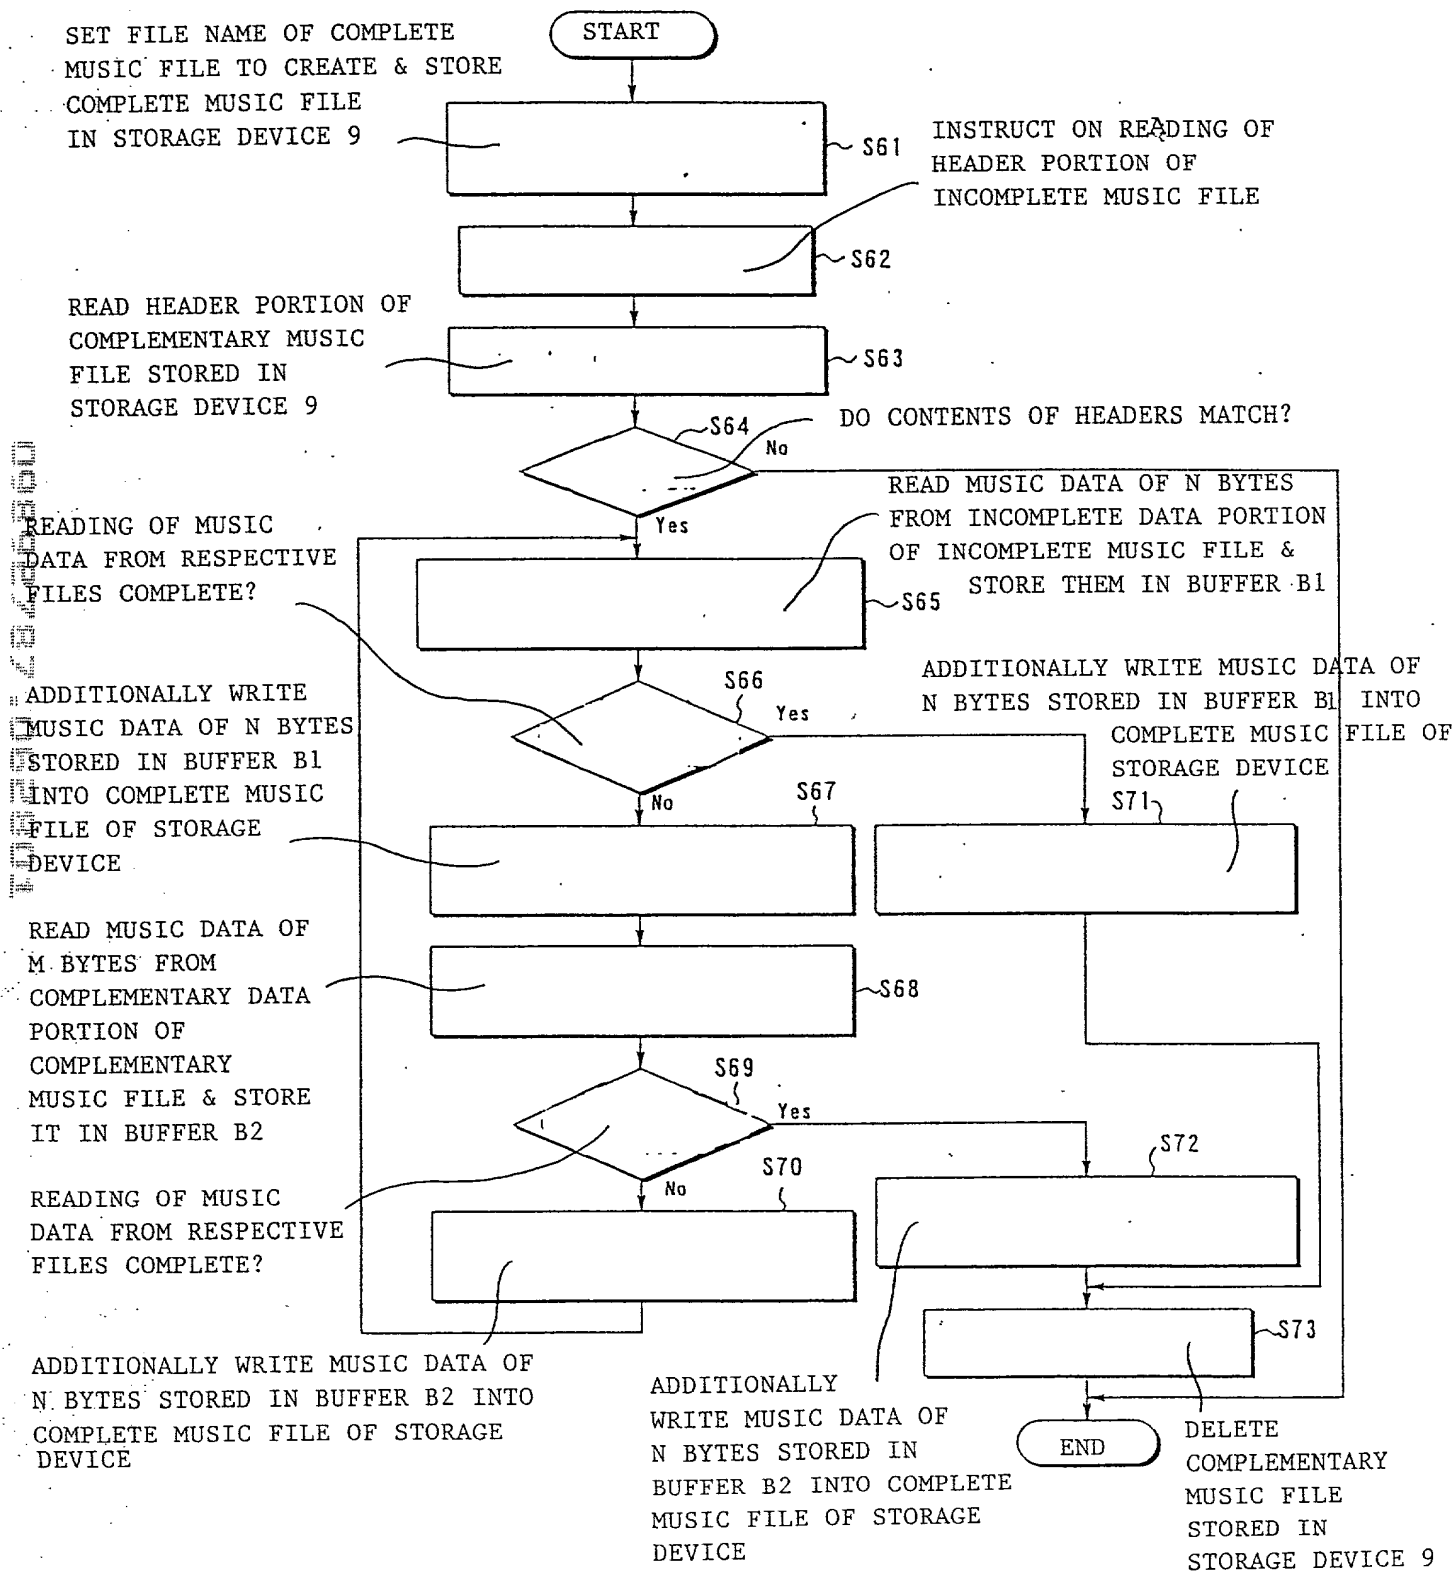 SET FILE NAME OF COMPLETE
MUSIC FILE TO CREATE & STORE
COMPLETE MUSIC FILE
IN STORAGE DEVICE 9
START
S61
INSTRUCT ON READING OF
HEADER PORTION OF
INCOMPLETE MUSIC FILE
S62
READ HEADER PORTION OF
COMPLEMENTARY MUSIC
FILE STORED IN
STORAGE DEVICE 9
S63
S64
DO CONTENTS OF HEADERS MATCH?
No
Yes
READ MUSIC DATA OF N BYTES
FROM INCOMPLETE DATA PORTION
OF INCOMPLETE MUSIC FILE &
STORE THEM IN BUFFER B1
S65
READING OF MUSIC
DATA FROM RESPECTIVE
FILES COMPLETE?
S66
Yes
No
ADDITIONALLY WRITE MUSIC DATA OF
N BYTES STORED IN BUFFER B1 INTO
COMPLETE MUSIC FILE OF
STORAGE DEVICE
S71
ADDITIONALLY WRITE
MUSIC DATA OF N BYTES
STORED IN BUFFER B1
INTO COMPLETE MUSIC
FILE OF STORAGE
DEVICE
S67
READ MUSIC DATA OF
M BYTES FROM
COMPLEMENTARY DATA
PORTION OF
COMPLEMENTARY
MUSIC FILE & STORE
IT IN BUFFER B2
S68
S69
Yes
No
READING OF MUSIC
DATA FROM RESPECTIVE
FILES COMPLETE?
S70
S72
ADDITIONALLY WRITE MUSIC DATA OF
N BYTES STORED IN BUFFER B2 INTO
COMPLETE MUSIC FILE OF STORAGE
DEVICE
ADDITIONALLY
WRITE MUSIC DATA OF
N BYTES STORED IN
BUFFER B2 INTO COMPLETE
MUSIC FILE OF STORAGE
DEVICE
S73
END
DELETE
COMPLEMENTARY
MUSIC FILE
STORED IN
STORAGE DEVICE 9